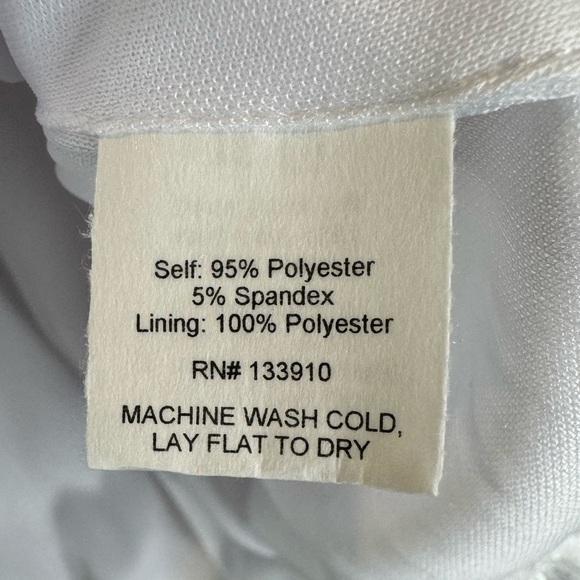 Self: 95% Polyester
5% Spandex
Lining: 100% Polyester
RN# 133910
MACHINE WASH COLD,
LAY FLAT TO DRY